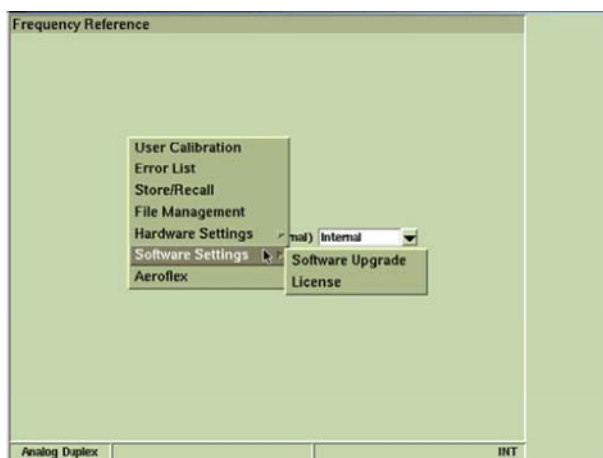 Frequency Reference
User Calibration
Error List
Store/Recall
File Management
Hardware Settings
nal) Internal
Software Settings
Software Upgrade
License
Aeroflex
Analog Duplex
INT